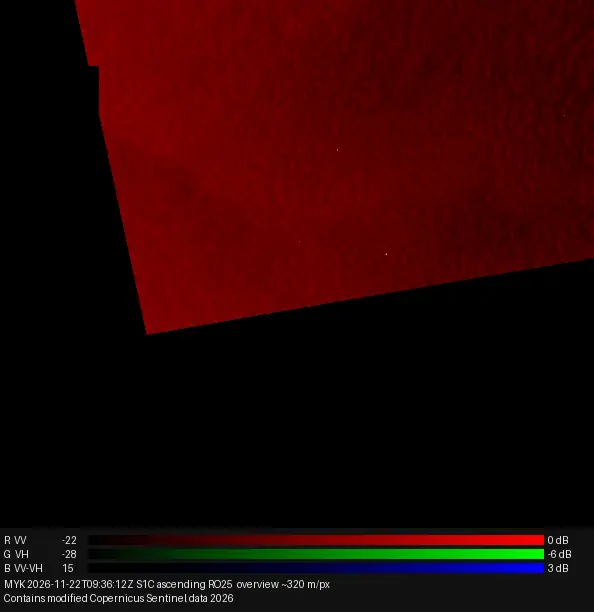 R VV -22 0 dB
G VH -28 -6 dB
B VV-VH 15 3 dB
MYK 2026-11-22T09:36:12Z S1C ascending RO25 overview ~320 m/px
Contains modified Copernicus Sentinel data 2026